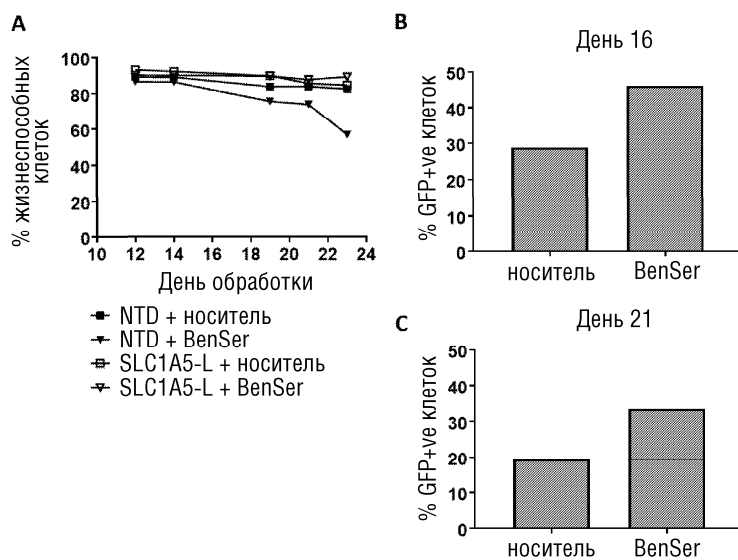 A
% жизнеспособных
клеток
100
80
60
40
20
0
10 12 14 16 18 20 22 24
День обработки
NTD + носитель
NTD + BenSer
SLC1A5-L + носитель
SLC1A5-L + BenSer
B
День 16
% GFP+ve клеток
50
40
30
20
10
0
носитель BenSer
C
День 21
% GFP+ve клеток
50
40
30
20
10
0
носитель BenSer